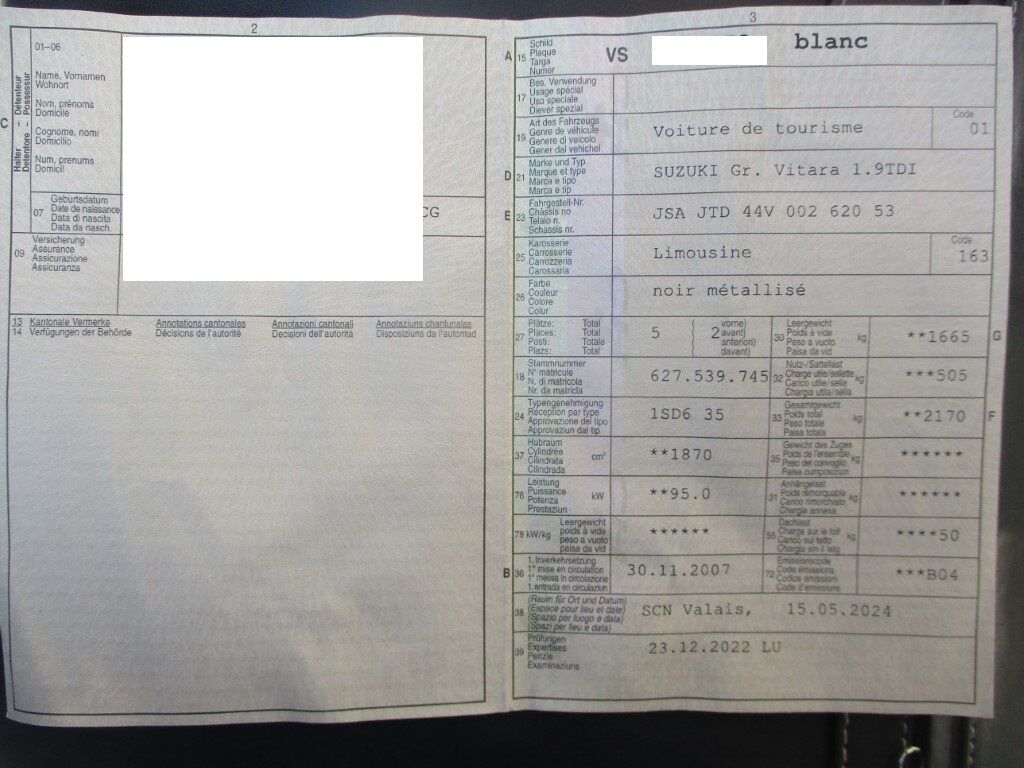 2
01-06
Halter – Détenteur
Detentore – Possessur
C
Name, Vornamen
Wohnort
Nom, prénoms
Domicile
Cognome, nomi
Domicilio
Num, prenums
Domicil
07
Geburtsdatum
Date de naissance
Data di nascita
Data da nasch.
CG
09
Versicherung
Assurance
Assicurazione
Assicuranza
13 Kantonale Vermerke Annotations cantonales Annotazioni cantonali Annotaziuns chantunalas
14 Verfügungen der Behörde Décisions de l'autorité Decisioni dell'autorità Disposiziuns da l'autoritad
3
A 15
Schild
Plaque
Targa
Numer
VS blanc
17
Bes. Verwendung
Usage spécial
Uso speciale
Diever spezial
19
Art des Fahrzeugs
Genre de véhicule
Genere di veicolo
Gener dal vehichel
Voiture de tourisme
Code
01
D 21
Marke und Typ
Marque et type
Marca e tipo
Marca e tip
SUZUKI Gr. Vitara 1.9TDI
E 23
Fahrgestell-Nr.
Châssis no
Telaio n.
Schassis nr.
JSA JTD 44V 002 620 53
25
Karosserie
Carrosserie
Carrozzeria
Carossaria
Limousine
Code
163
26
Farbe
Couleur
Colore
Colur
noir métallisé
27
Plätze: Total
Places: Total
Posti: Totale
Plazs: Total
5
2
vorne)
avant)
anteriori)
davant)
30
Leergewicht
Poids à vide
Peso a vuoto
Paisa da vid
kg
**1665
G
18
Stammnummer
N° matricule
N. di matricola
Nr. da matricla
627.539.745
32
Nutz-/Sattellast
Charge utile/sellette
Carico utile/sella
Chargia utila/sella
kg
***505
24
Typengenehmigung
Réception par type
Approvazione del tipo
Approvaziun dal tip
1SD6 35
33
Gesamtgewicht
Poids total
Peso totale
Paisa totala
kg
**2170
F
37
Hubraum
Cylindrée
Cilindrata
Cilindrada
cm³
**1870
35
Gewicht des Zuges
Poids de l'ensemble
Peso del convoglio
Paisa cumposiziun
kg
******
76
Leistung
Puissance
Potenza
Prestaziun
kW
**95.0
31
Anhängelast
Poids remorquable
Carico rimorchiato
Chargia annexa
kg
******
78 kW/kg
Leergewicht
poids à vide
peso a vuoto
paisa da vid
******
55
Dachlast
Charge sur le toit
Carico sul tetto
Chargia sin il tetg
kg
****50
B 36
1. Inverkehrsetzung
1re mise en circulation
1a messa in circolazione
1. entrada en circulaziun
30.11.2007
72
Emissionscode
Code émissions
Codice emissioni
Code d'emissiuns
***B04
38
(Raum für Ort und Datum)
(Espace pour lieu et date)
(Spazio per luogo e data)
(Spazi per lieu e data)
SCN Valais, 15.05.2024
39
Prüfungen
Expertises
Perizie
Examinaziuns
23.12.2022 LU